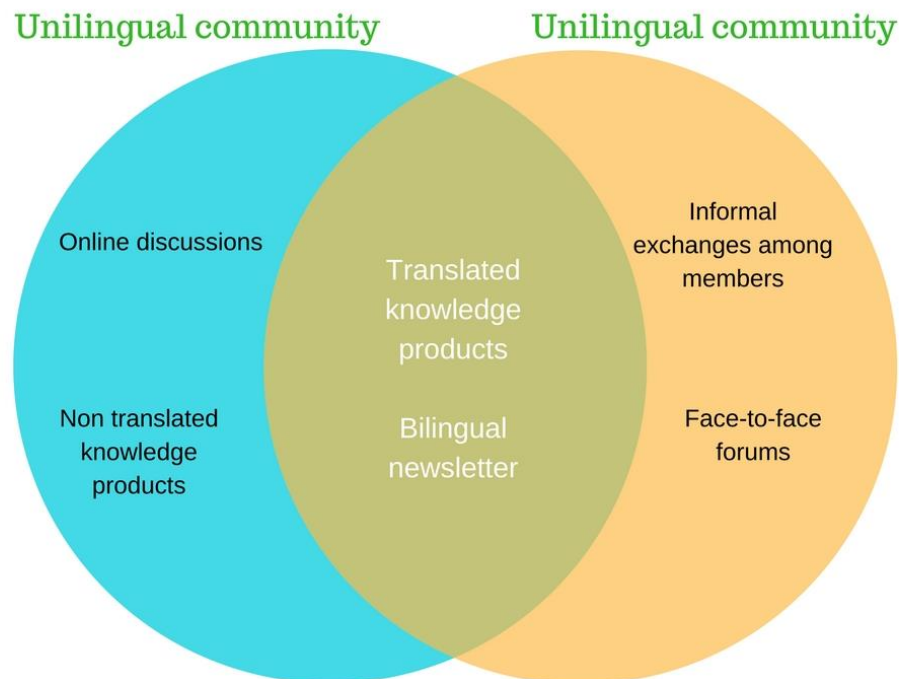 Unilingual community
Unilingual community
Online discussions
Non translated
knowledge
products
Translated
knowledge
products
Bilingual
newsletter
Informal
exchanges among
members
Face-to-face
forums